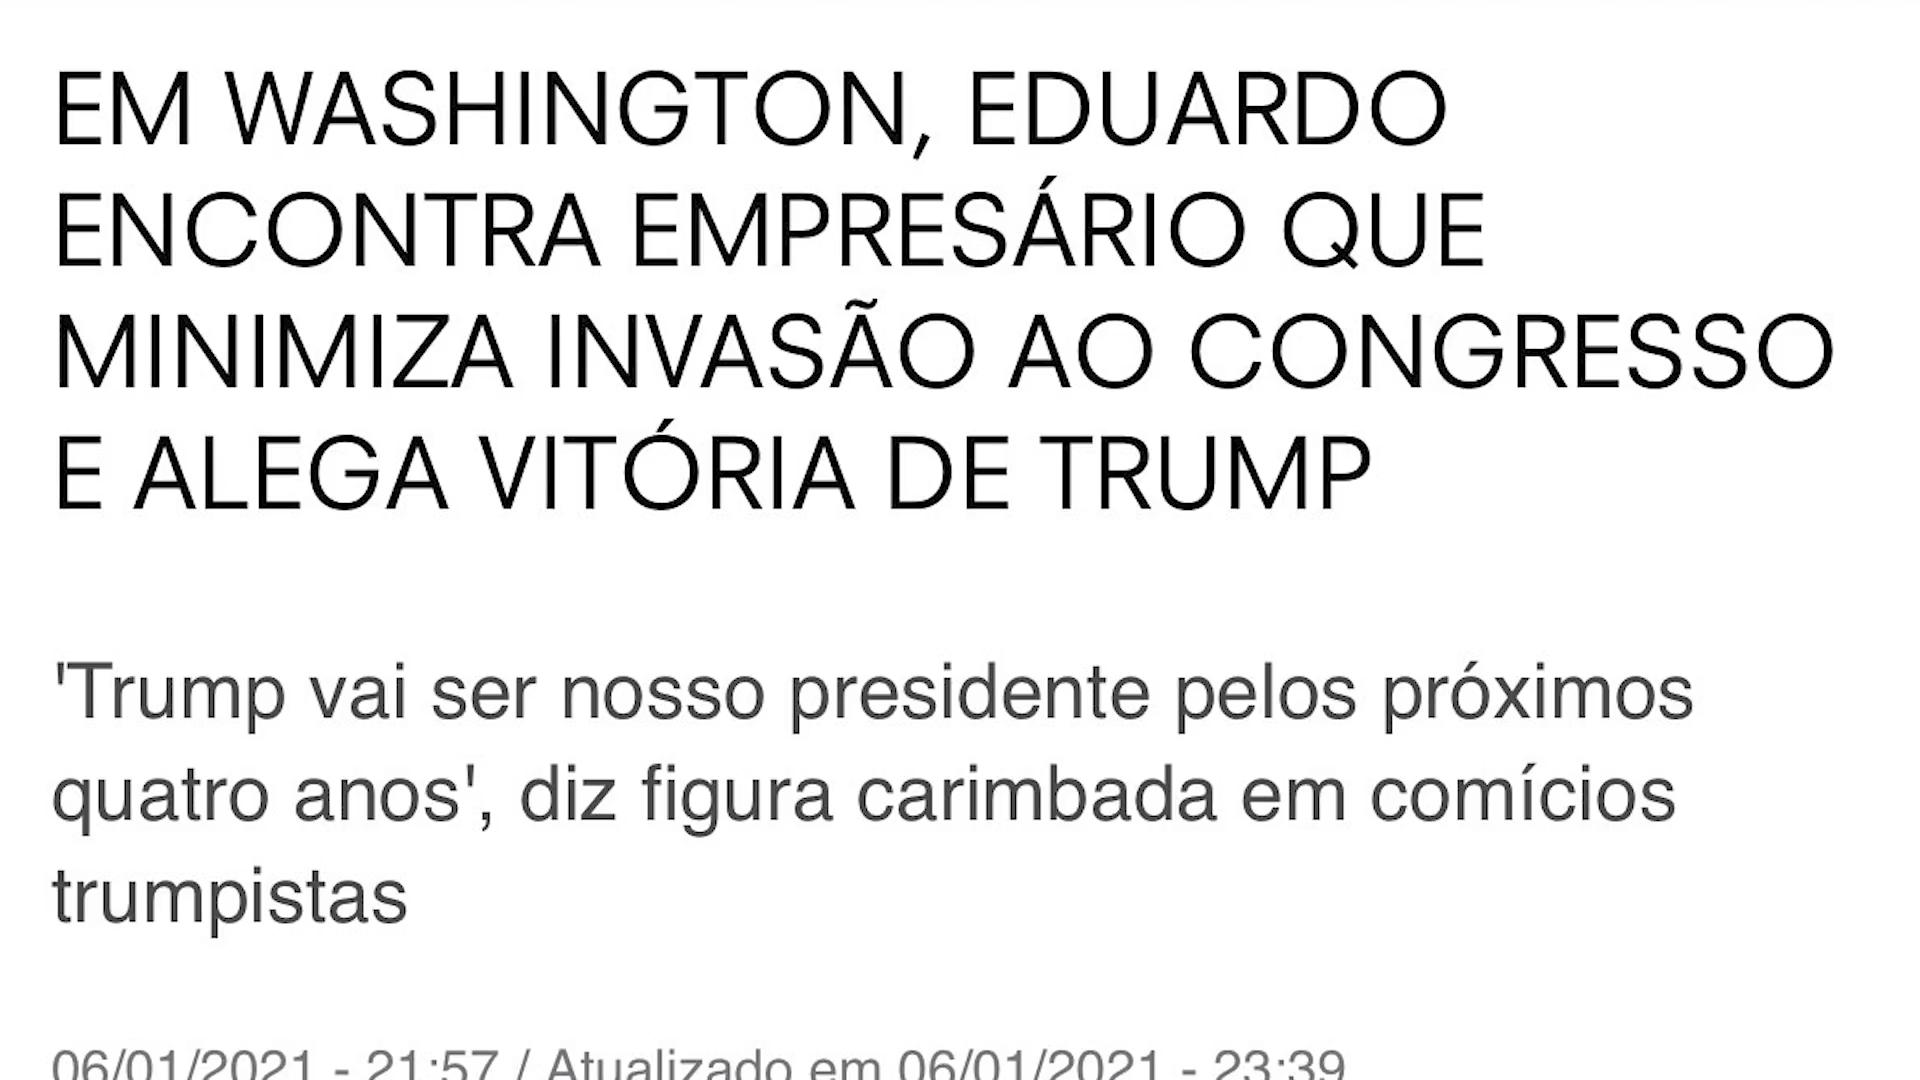 EM WASHINGTON, EDUARDO
ENCONTRA EMPRESÁRIO QUE
MINIMIZA INVASÃO AO CONGRESSO
E ALEGA VITÓRIA DE TRUMP
'Trump vai ser nosso presidente pelos próximos
quatro anos', diz figura carimbada em comícios
trumpistas
06/01/2021 - 21:57 / Atualizado em 06/01/2021 - 23:39